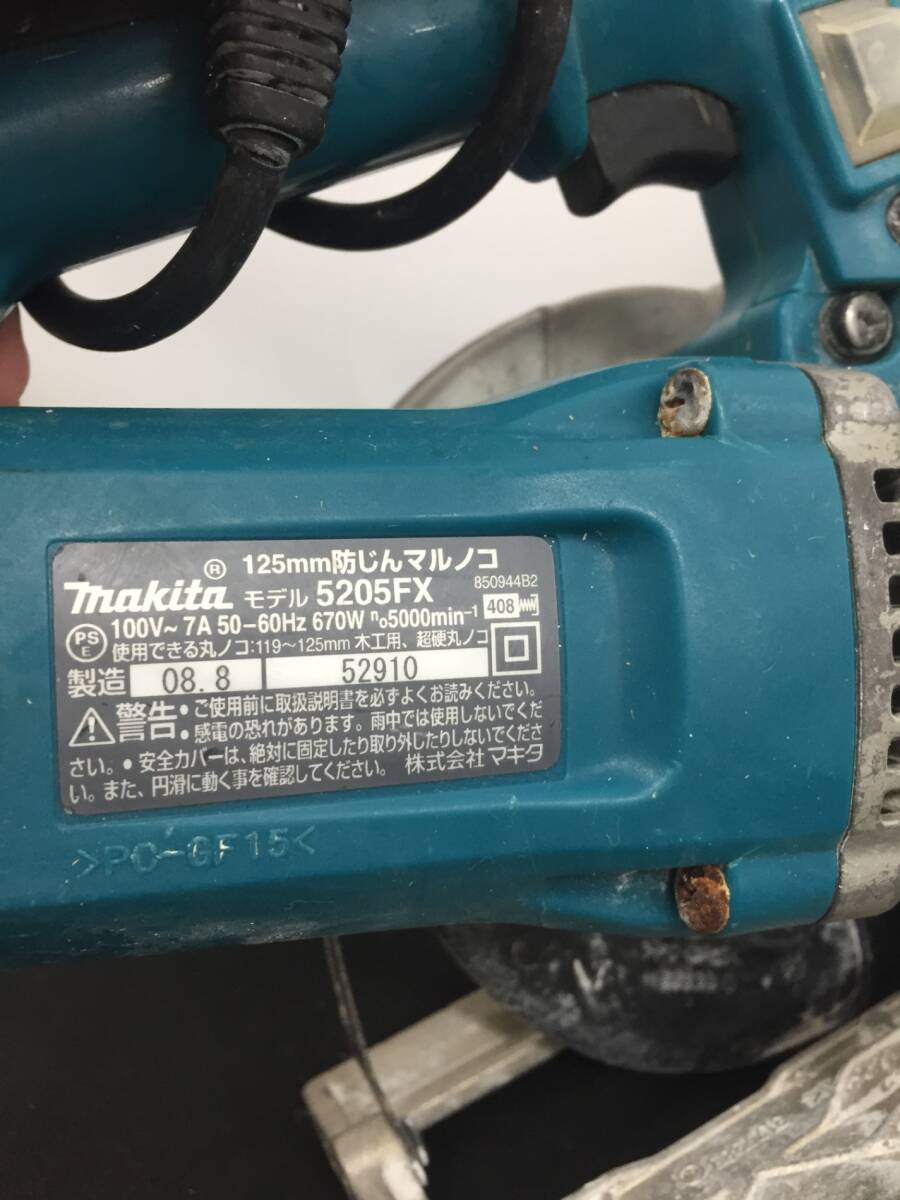 125mm防じんマルノコ
makita ® モデル 5205FX 850944B2
PS E 100V~ 7A 50-60Hz 670W n₀5000min⁻¹ 408
使用できる丸ノコ:119～125mm 木工用、超硬丸ノコ
製造 08.8 52910
警告 • ご使用前に取扱説明書を必ずよくお読みください。
• 感電の恐れがあります。雨中では使用しないでくだ
さい。• 安全カバーは、絶対に固定したり取り外したりしないでくださ
い。また、円滑に動く事を確認してください。 株式会社 マキタ
>PC-GF15<